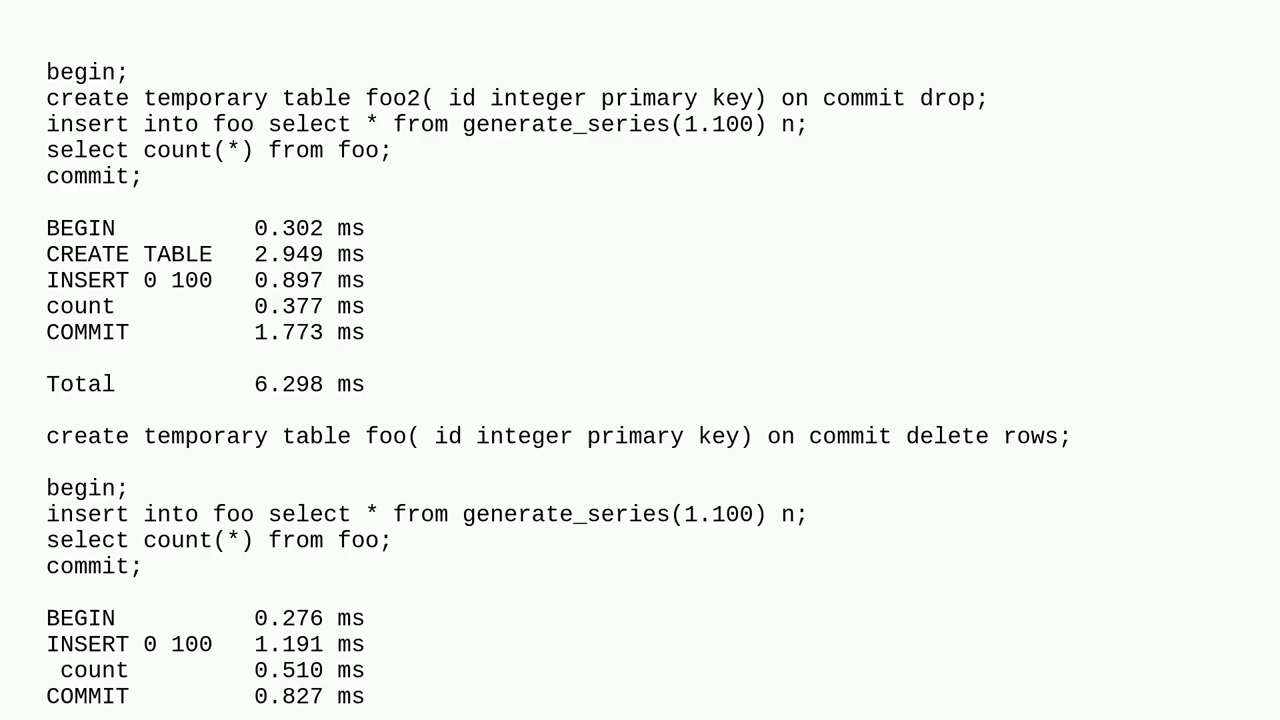 begin;
create temporary table foo2( id integer primary key) on commit drop;
insert into foo select * from generate_series(1.100) n;
select count(*) from foo;
commit;
BEGIN 0.302 ms
CREATE TABLE 2.949 ms
INSERT 0 100 0.897 ms
count 0.377 ms
COMMIT 1.773 ms
Total 6.298 ms
create temporary table foo( id integer primary key) on commit delete rows;
begin;
insert into foo select * from generate_series(1.100) n;
select count(*) from foo;
commit;
BEGIN 0.276 ms
INSERT 0 100 1.191 ms
count 0.510 ms
COMMIT 0.827 ms